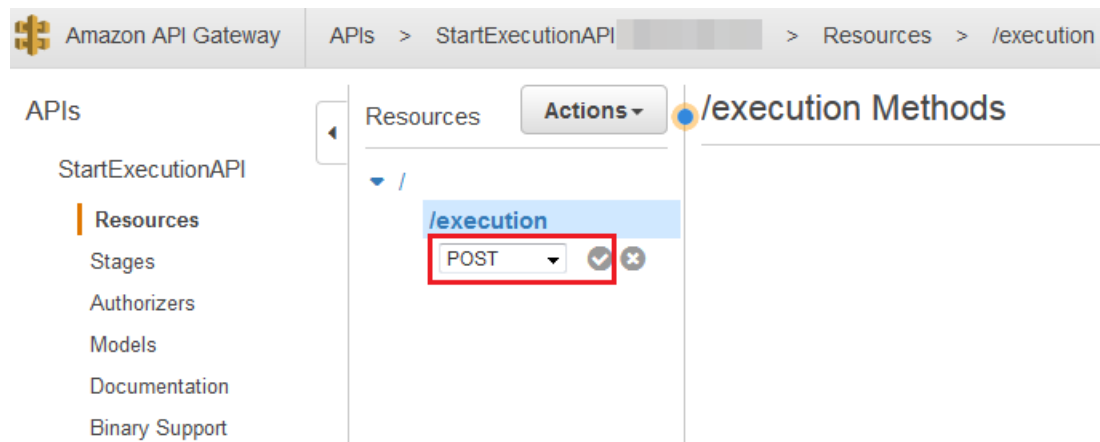 Amazon API Gateway
APIs > StartExecutionAPI > Resources > /execution
APIs
StartExecutionAPI
Resources
Stages
Authorizers
Models
Documentation
Binary Support
Resources
Actions
/
/execution
POST
/execution Methods